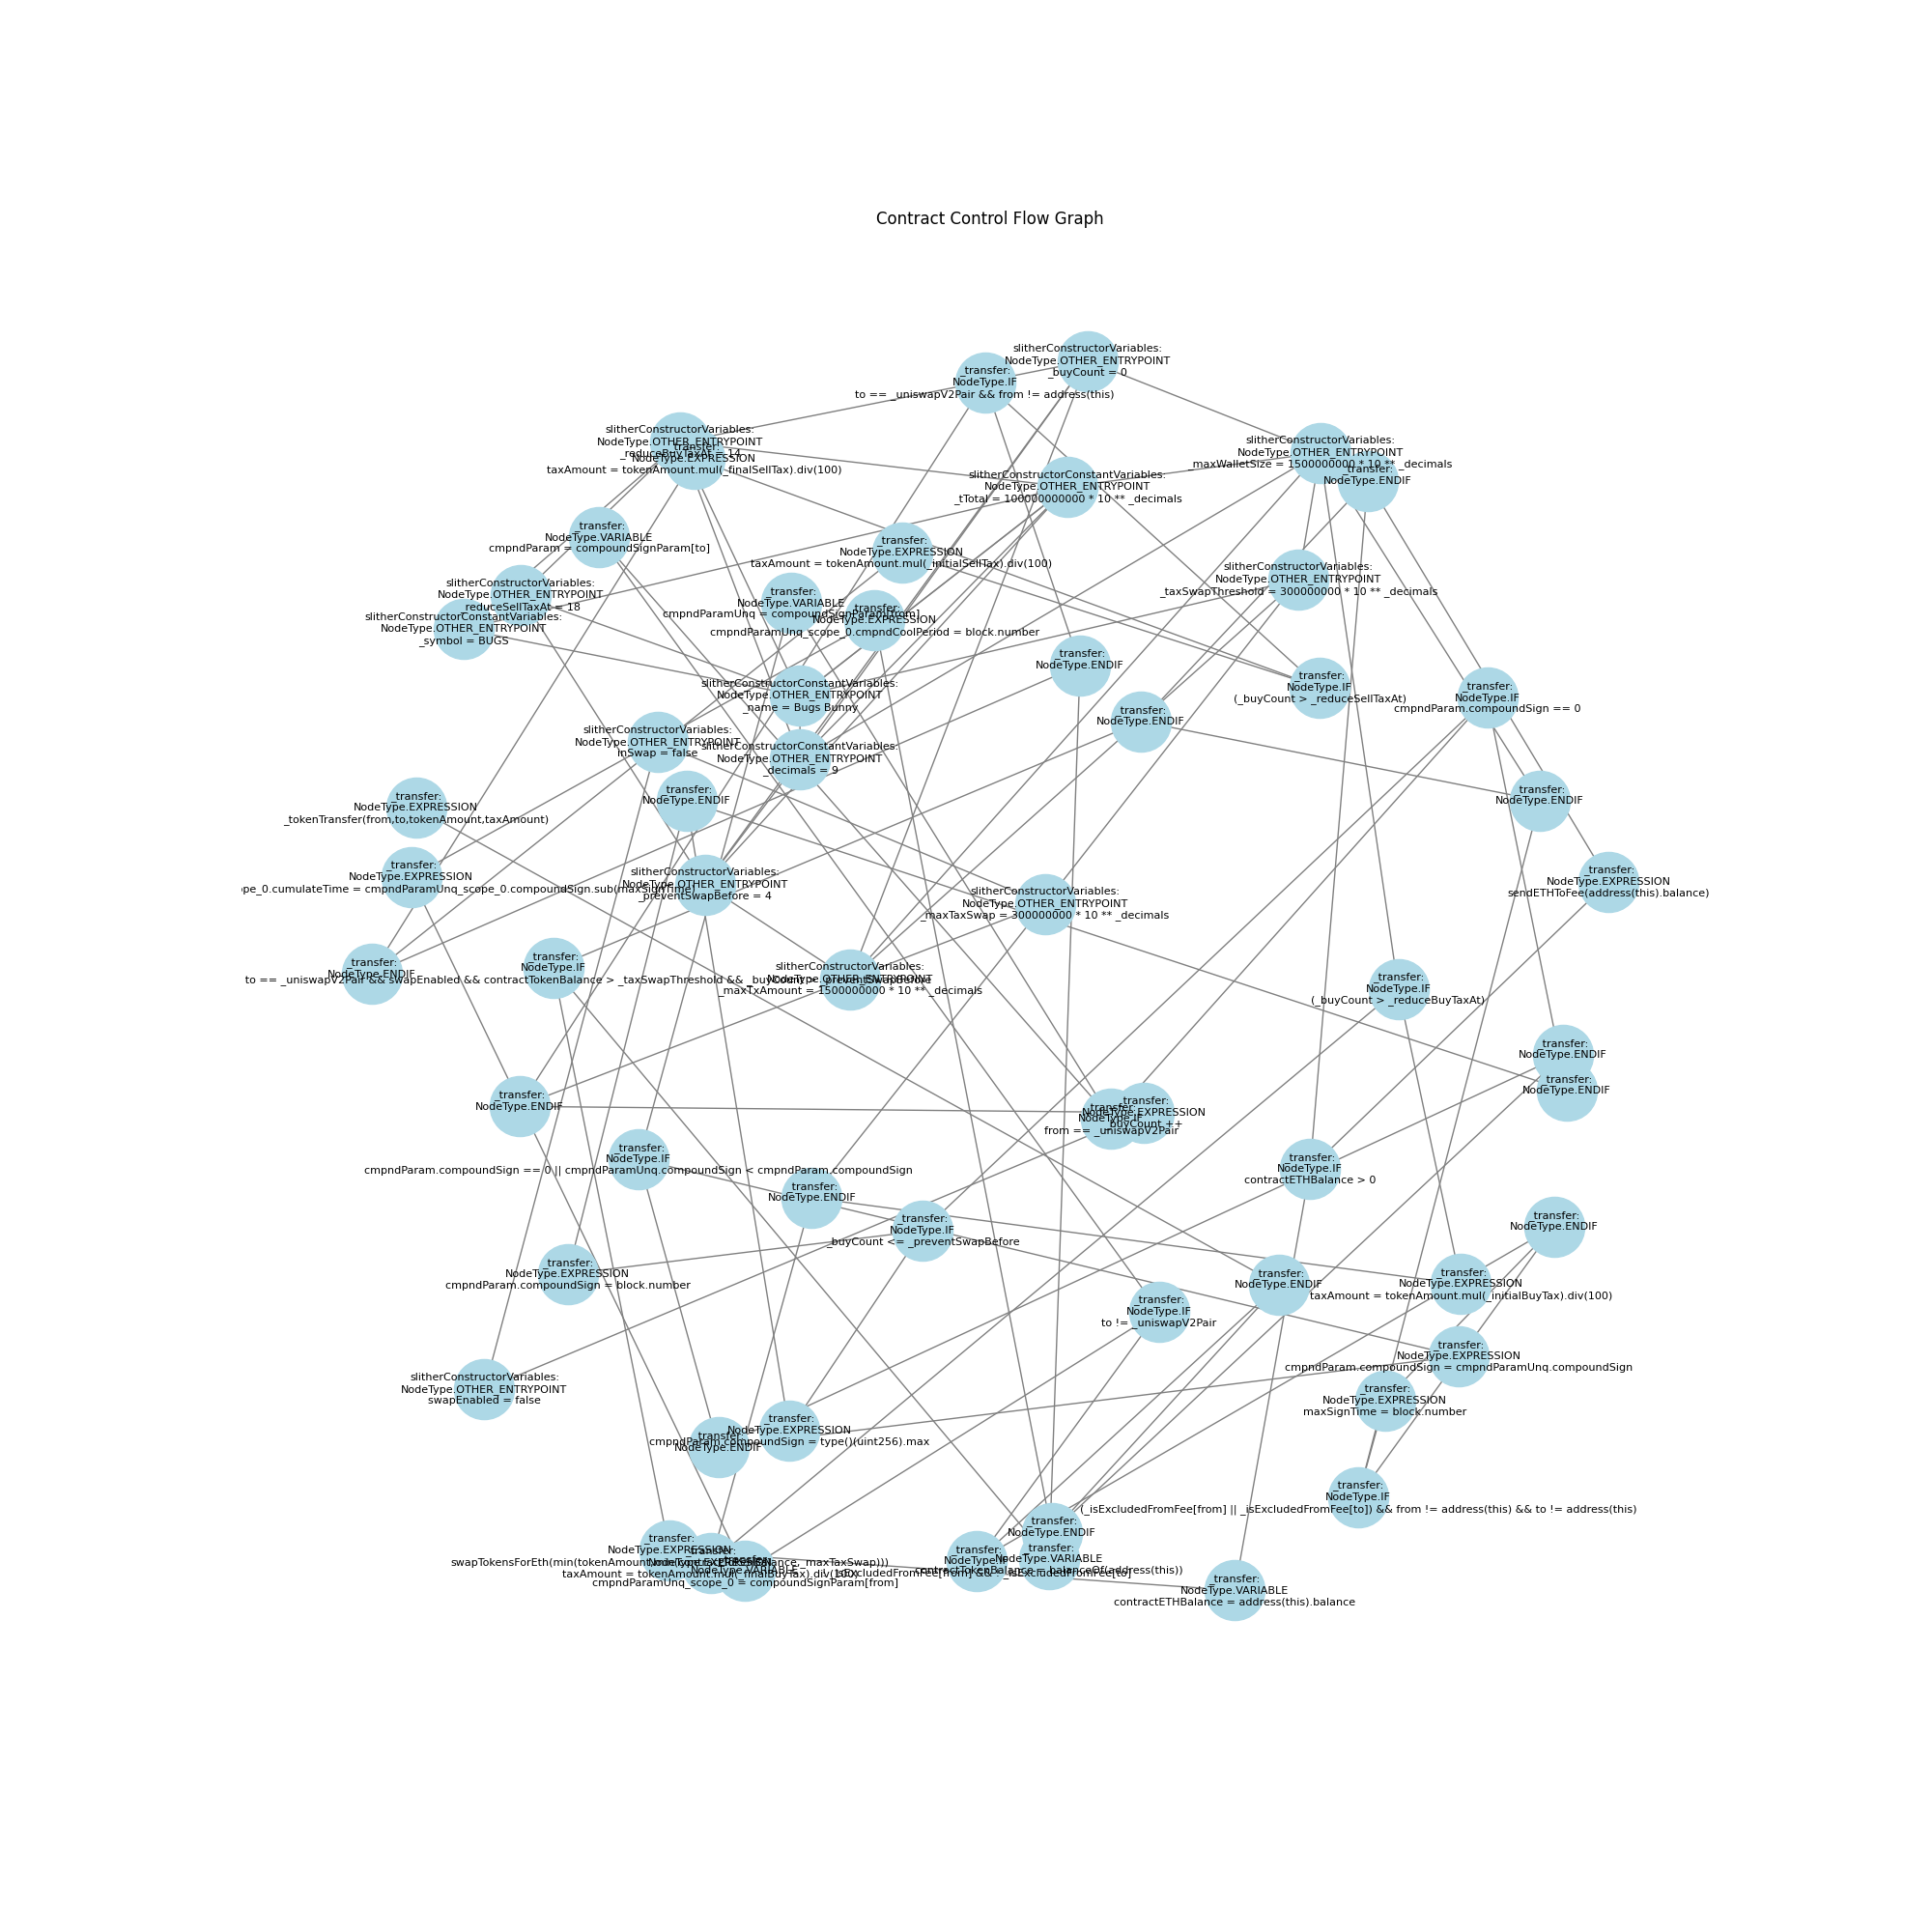 Contract Control Flow Graph
slitherConstructorVariables:
NodeType.OTHER_ENTRYPOINT
_buyCount = 0
_transfer:
NodeType.IF
to == _uniswapV2Pair && from != address(this)
slitherConstructorVariables:
NodeType.OTHER_ENTRYPOINT
_reduceBuyTaxAt = 14
_transfer:
NodeType.EXPRESSION
taxAmount = tokenAmount.mul(_finalSellTax).div(100)
slitherConstructorVariables:
NodeType.OTHER_ENTRYPOINT
_maxWalletSize = 1500000000 * 10 ** _decimals
_transfer:
NodeType.ENDIF
slitherConstructorConstantVariables:
NodeType.OTHER_ENTRYPOINT
_tTotal = 100000000000 * 10 ** _decimals
_transfer:
NodeType.VARIABLE
cmpndParam = compoundSignParam[to]
_transfer:
NodeType.EXPRESSION
taxAmount = tokenAmount.mul(_initialSellTax).div(100)
slitherConstructorVariables:
NodeType.OTHER_ENTRYPOINT
_taxSwapThreshold = 300000000 * 10 ** _decimals
slitherConstructorVariables:
NodeType.OTHER_ENTRYPOINT
_reduceSellTaxAt = 18
slitherConstructorConstantVariables:
NodeType.OTHER_ENTRYPOINT
_symbol = BUGS
_transfer:
NodeType.VARIABLE
cmpndParamUnq = compoundSignParam[from]
_transfer:
NodeType.EXPRESSION
cmpndParamUnq_scope_0.cmpndCoolPeriod = block.number
_transfer:
NodeType.ENDIF
slitherConstructorConstantVariables:
NodeType.OTHER_ENTRYPOINT
_name = Bugs Bunny
_transfer:
NodeType.IF
(_buyCount > _reduceSellTaxAt)
_transfer:
NodeType.IF
cmpndParam.compoundSign == 0
_transfer:
NodeType.ENDIF
slitherConstructorVariables:
NodeType.OTHER_ENTRYPOINT
inSwap = false
slitherConstructorConstantVariables:
NodeType.OTHER_ENTRYPOINT
_decimals = 9
_transfer:
NodeType.ENDIF
_transfer:
NodeType.ENDIF
_transfer:
NodeType.EXPRESSION
_tokenTransfer(from,to,tokenAmount,taxAmount)
_transfer:
NodeType.EXPRESSION
pe_0.cumulateTime = cmpndParamUnq_scope_0.compoundSign.sub(maxSignTime)
slitherConstructorVariables:
NodeType.OTHER_ENTRYPOINT
_preventSwapBefore = 4
_transfer:
NodeType.EXPRESSION
sendETHToFee(address(this).balance)
slitherConstructorVariables:
NodeType.OTHER_ENTRYPOINT
_maxTaxSwap = 300000000 * 10 ** _decimals
_transfer:
NodeType.ENDIF
_transfer:
NodeType.IF
to == _uniswapV2Pair && swapEnabled && contractTokenBalance > _taxSwapThreshold && _buyCount > _preventSwapBefore
slitherConstructorVariables:
NodeType.OTHER_ENTRYPOINT
_maxTxAmount = 1500000000 * 10 ** _decimals
_transfer:
NodeType.IF
(_buyCount > _reduceBuyTaxAt)
_transfer:
NodeType.ENDIF
_transfer:
NodeType.ENDIF
_transfer:
NodeType.ENDIF
_transfer:
NodeType.IF
from == _uniswapV2Pair
_transfer:
NodeType.EXPRESSION
_buyCount ++
_transfer:
NodeType.IF
cmpndParam.compoundSign == 0 || cmpndParamUnq.compoundSign < cmpndParam.compoundSign
_transfer:
NodeType.IF
contractETHBalance > 0
_transfer:
NodeType.ENDIF
_transfer:
NodeType.IF
_buyCount <= _preventSwapBefore
_transfer:
NodeType.ENDIF
_transfer:
NodeType.EXPRESSION
cmpndParam.compoundSign = block.number
_transfer:
NodeType.ENDIF
_transfer:
NodeType.EXPRESSION
taxAmount = tokenAmount.mul(_initialBuyTax).div(100)
_transfer:
NodeType.IF
to != _uniswapV2Pair
_transfer:
NodeType.EXPRESSION
cmpndParam.compoundSign = cmpndParamUnq.compoundSign
slitherConstructorVariables:
NodeType.OTHER_ENTRYPOINT
swapEnabled = false
_transfer:
NodeType.EXPRESSION
maxSignTime = block.number
_transfer:
NodeType.EXPRESSION
cmpndParam.compoundSign = type()(uint256).max
_transfer:
NodeType.ENDIF
_transfer:
NodeType.IF
(_isExcludedFromFee[from] || _isExcludedFromFee[to]) && from != address(this) && to != address(this)
_transfer:
NodeType.ENDIF
_transfer:
NodeType.EXPRESSION
swapTokensForEth(min(tokenAmount,min(contractTokenBalance,_maxTaxSwap)))
_transfer:
NodeType.EXPRESSION
taxAmount = tokenAmount.mul(_finalBuyTax).div(100)
_transfer:
NodeType.VARIABLE
cmpndParamUnq_scope_0 = compoundSignParam[from]
_transfer:
NodeType.IF
_isExcludedFromFee[from] && ! _isExcludedFromFee[to]
_transfer:
NodeType.VARIABLE
contractTokenBalance = balanceOf(address(this))
_transfer:
NodeType.VARIABLE
contractETHBalance = address(this).balance